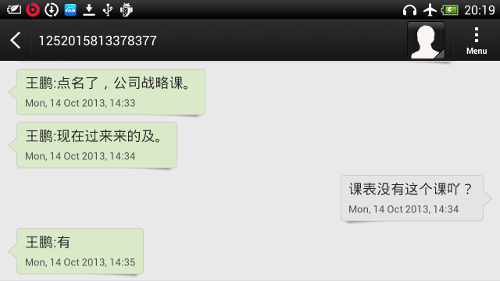 20:19
1252015813378377
Menu
王鹏:点名了，公司战略课。
Mon, 14 Oct 2013, 14:33
王鹏:现在过来来的及。
Mon, 14 Oct 2013, 14:34
课表没有这个课吖？
Mon, 14 Oct 2013, 14:34
王鹏:有
Mon, 14 Oct 2013, 14:35